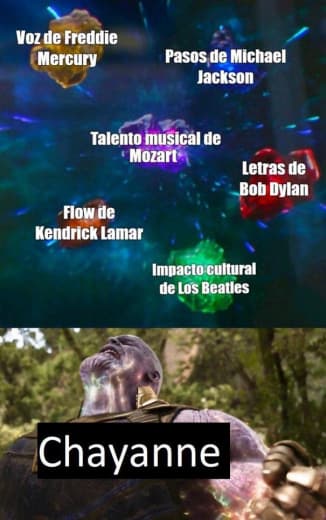 Voz de Freddie
Mercury
Pasos de Michael
Jackson
Talento musical de
Mozart
Letras de
Bob Dylan
Flow de
Kendrick Lamar
Impacto cultural
de Los Beatles
Chayanne